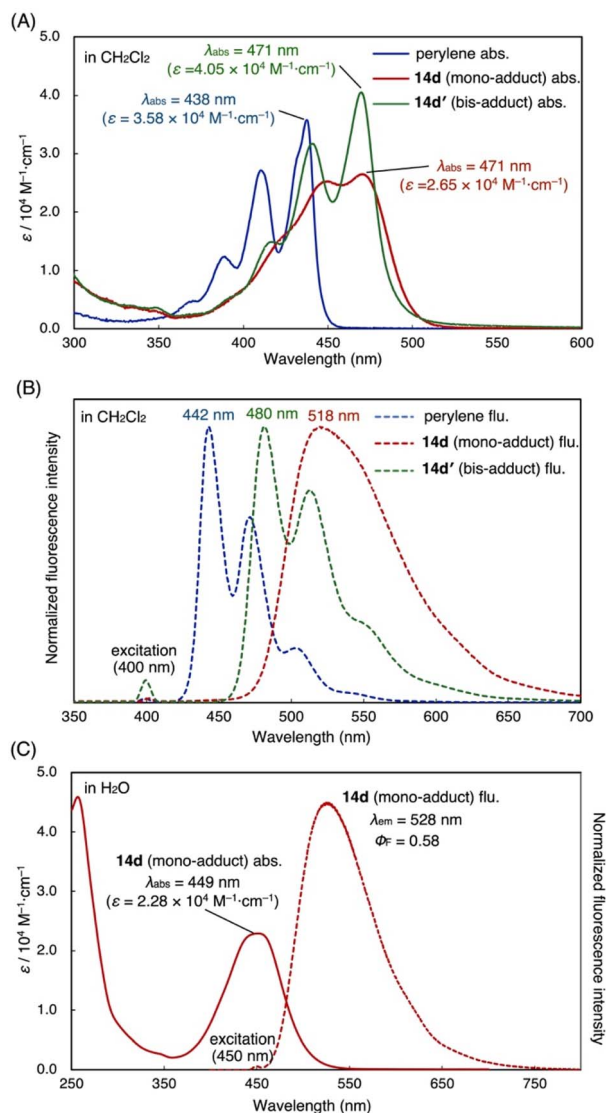 (A)
in CH2Cl2
λabs = 471 nm
(ε =4.05 × 10⁴ M⁻¹·cm⁻¹)
perylene abs.
14d (mono-adduct) abs.
14d′ (bis-adduct) abs.
λabs = 438 nm
(ε = 3.58 × 10⁴ M⁻¹·cm⁻¹)
λabs = 471 nm
(ε =2.65 × 10⁴ M⁻¹·cm⁻¹)
ε / 10⁴ M⁻¹·cm⁻¹
5.0
4.0
3.0
2.0
1.0
0.0
300 350 400 450 500 550 600
Wavelength (nm)
(B)
in CH2Cl2
442 nm 480 nm 518 nm
perylene flu.
14d (mono-adduct) flu.
14d′ (bis-adduct) flu.
Normalized fluorescence intensity
excitation
(400 nm)
350 400 450 500 550 600 650 700
Wavelength (nm)
(C)
in H2O
14d (mono-adduct) flu.
λem = 528 nm
ΦF = 0.58
14d (mono-adduct) abs.
λabs = 449 nm
(ε = 2.28 × 10⁴ M⁻¹·cm⁻¹)
excitation
(450 nm)
ε / 10⁴ M⁻¹·cm⁻¹
5.0
4.0
3.0
2.0
1.0
0.0
Normalized fluorescence intensity
250 350 450 550 650 750
Wavelength (nm)